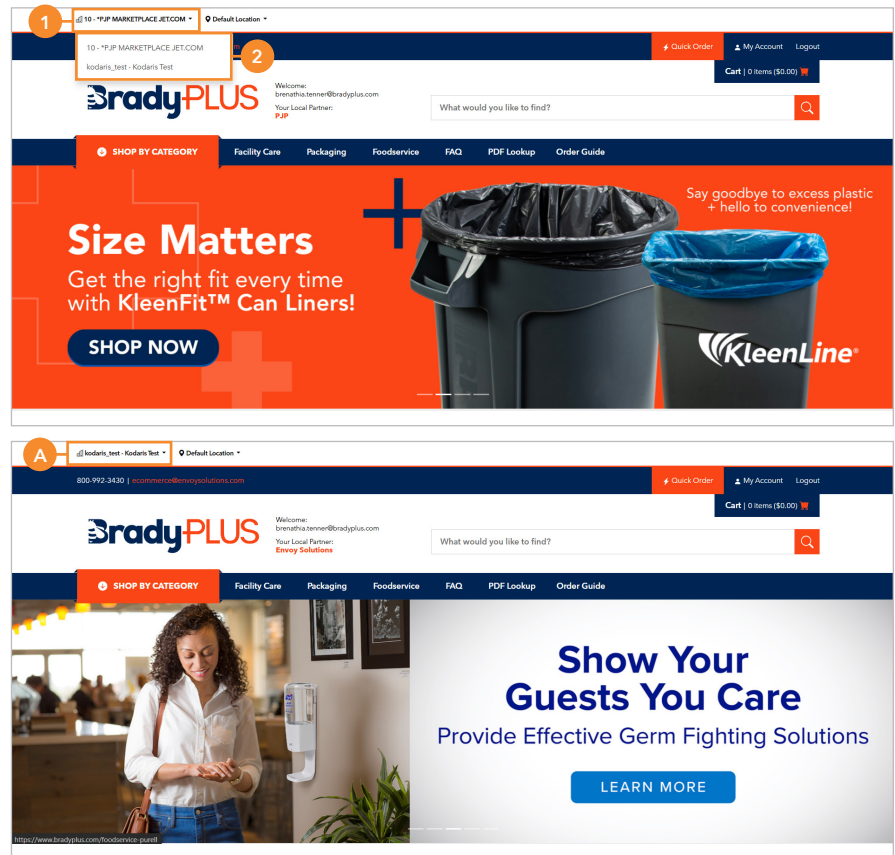 1
10 - *PJP MARKETPLACE JET.COM
Default Location
10 - *PJP MARKETPLACE JET.COM
kodaris_test - Kodaris Test
2
Quick Order
My Account
Logout
Cart | 0 items ($0.00)
BradyPLUS
Welcome:
brenathia.tenner@bradyplus.com
Your Local Partner:
PJP
What would you like to find?
SHOP BY CATEGORY
Facility Care
Packaging
Foodservice
FAQ
PDF Lookup
Order Guide
Size Matters
Get the right fit every time
with KleenFit™ Can Liners!
SHOP NOW
Say goodbye to excess plastic
+ hello to convenience!
KleenLine®
A
kodaris_test - Kodaris Test
Default Location
800-992-3430 | ecommerce@envoysolutions.com
Quick Order
My Account
Logout
Cart | 0 items ($0.00)
BradyPLUS
Welcome:
brenathia.tenner@bradyplus.com
Your Local Partner:
Envoy Solutions
What would you like to find?
SHOP BY CATEGORY
Facility Care
Packaging
Foodservice
FAQ
PDF Lookup
Order Guide
Show Your
Guests You Care
Provide Effective Germ Fighting Solutions
LEARN MORE
https://www.bradyplus.com/foodservice-purell